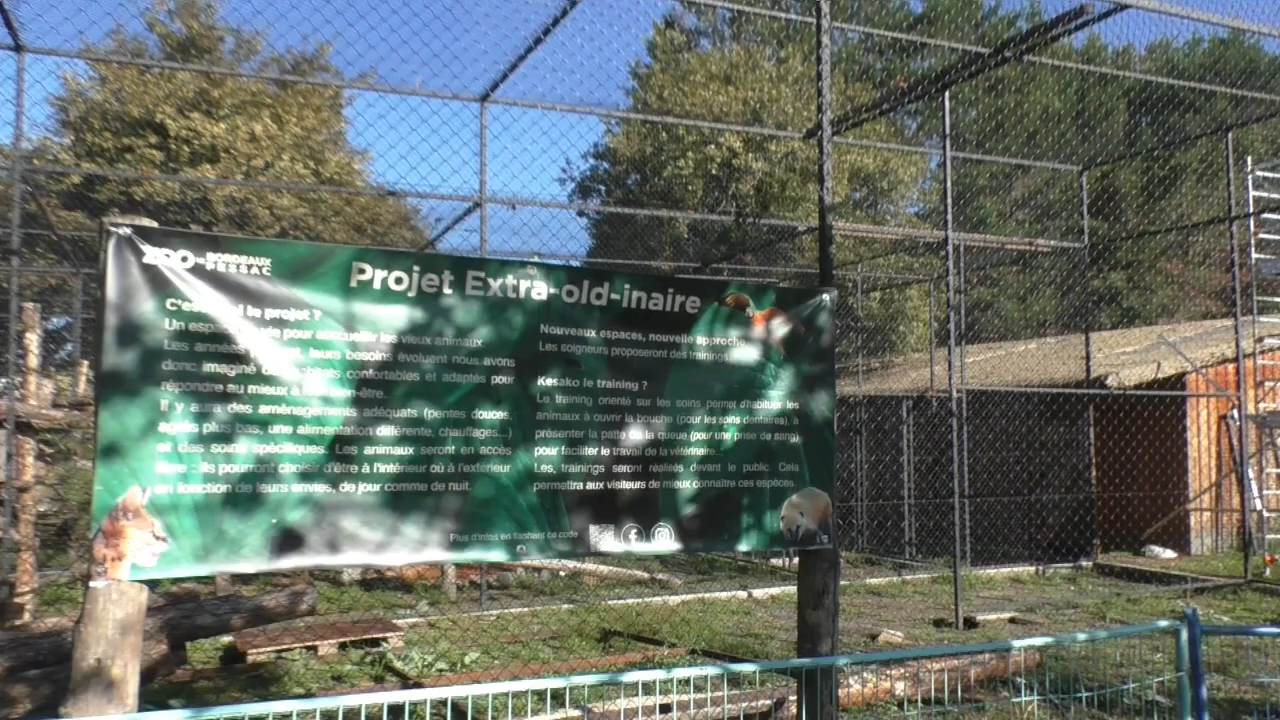 ZOO BORDEAUX
PESSAC
Projet Extra-old-inaire
C'est le projet ?
Un espace pour accueillir les vieux animaux.
Les années leurs besoins évoluent nous avons
donc imaginé habitats confortables et adaptés pour
répondre au mieux à bien-être.
Il y aura des aménagements adéquats (pentes douces,
agrès plus bas, une alimentation différente, chauffages...)
et des soins spécifiques. Les animaux seront en accès
libre : ils pourront choisir d'être à l'intérieur où à l'extérieur
en fonction de leurs envies, de jour comme de nuit.
Nouveaux espaces, nouvelle approche
Les soigneurs proposeront des trainings
Kesako le training ?
Le training orienté sur les soins permet d'habituer les
animaux à ouvrir la bouche (pour les soins dentaires), à
présenter la patte ou la queue (pour une prise de sang)
pour faciliter le travail de la vétérinaire...
Les, trainings seront réalisés devant le public. Cela
permettra aux visiteurs de mieux connaître ces espèces.
Plus d'infos en flashant ce code